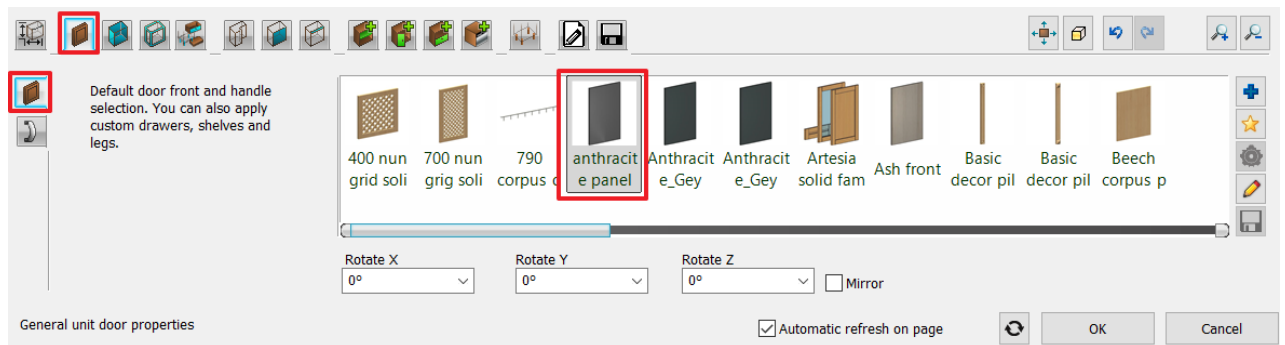 Default door front and handle
selection. You can also apply
custom drawers, shelves and
legs.
400 nun
grid soli
700 nun
grig soli
790
corpus c
anthracit
e panel
Anthracit
e_Gey
Anthracit
e_Gey
Artesia
solid fam
Ash front
Basic
decor pil
Basic
decor pil
Beech
corpus p
Rotate X
0°
Rotate Y
0°
Rotate Z
0°
Mirror
General unit door properties
Automatic refresh on page
OK
Cancel